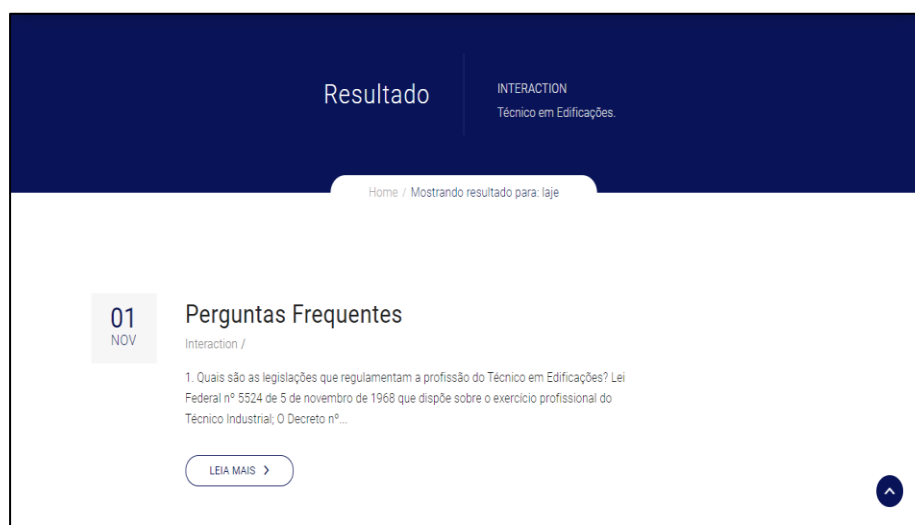 Resultado
INTERACTION
Técnico em Edificações.
Home / Mostrando resultado para: laje
01
NOV
Perguntas Frequentes
Interaction /
1. Quais são as legislações que regulamentam a profissão do Técnico em Edificações? Lei
Federal nº 5524 de 5 de novembro de 1968 que dispõe sobre o exercício profissional do
Técnico Industrial; O Decreto nº...
LEIA MAIS >